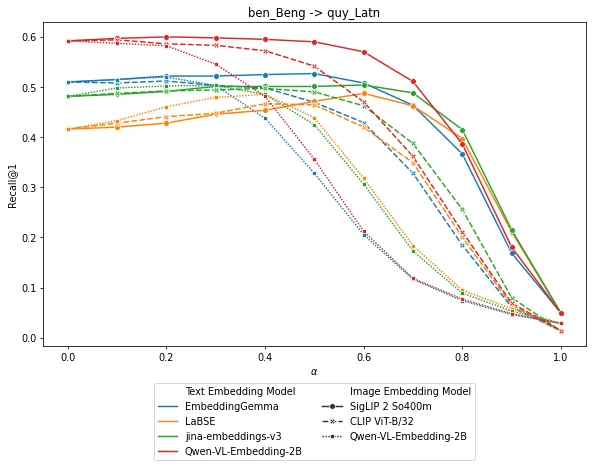 ben_Beng -> quy_Latn
Recall@1
0.6
0.5
0.4
0.3
0.2
0.1
0.0
0.0 0.2 0.4 0.6 0.8 1.0
α
Text Embedding Model
EmbeddingGemma
LaBSE
jina-embeddings-v3
Qwen-VL-Embedding-2B
Image Embedding Model
SigLIP 2 So400m
CLIP ViT-B/32
Qwen-VL-Embedding-2B